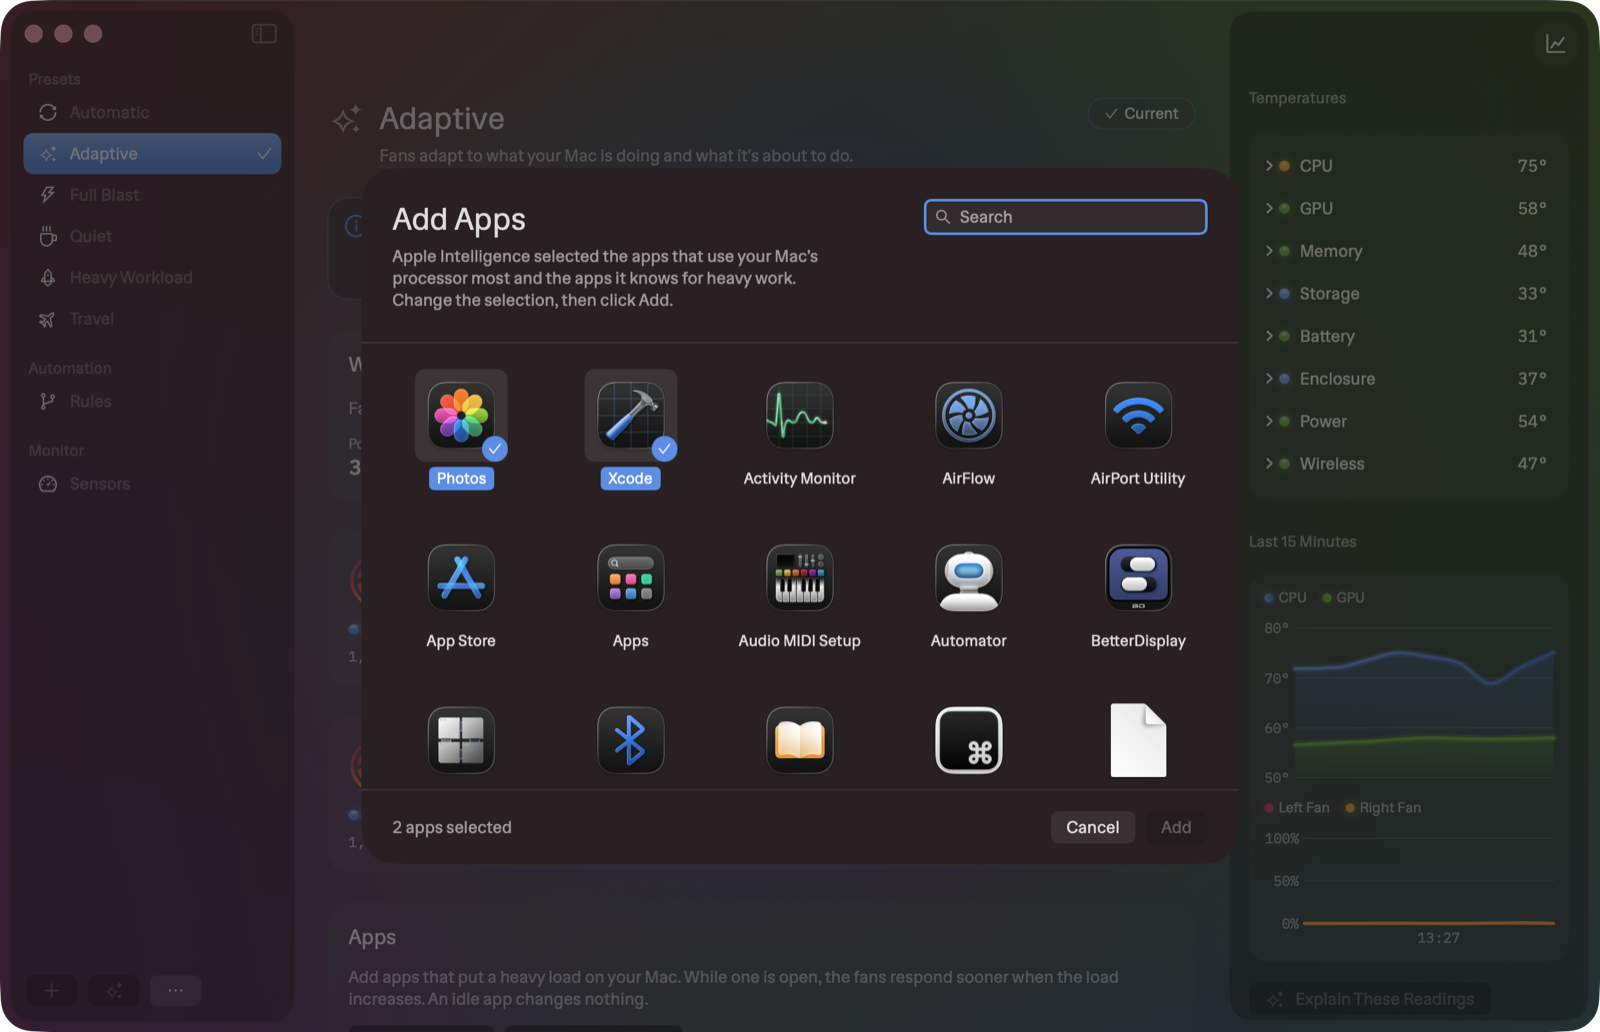 Presets
Automatic
Adaptive
Full Blast
Quiet
Heavy Workload
Travel
Automation
Rules
Monitor
Sensors
Adaptive
Current
Fans adapt to what your Mac is doing and what it's about to do.
Add Apps
Search
Apple Intelligence selected the apps that use your Mac’s
processor most and the apps it knows for heavy work.
Change the selection, then click Add.
Photos
Xcode
Activity Monitor
AirFlow
AirPort Utility
App Store
Apps
Audio MIDI Setup
Automator
BD
BetterDisplay
⌘
2 apps selected
Cancel
Add
Apps
Add apps that put a heavy load on your Mac. While one is open, the fans respond sooner when the load
increases. An idle app changes nothing.
Temperatures
CPU 75°
GPU 58°
Memory 48°
Storage 33°
Battery 31°
Enclosure 37°
Power 54°
Wireless 47°
Last 15 Minutes
CPU GPU
80°
70°
60°
50°
Left Fan Right Fan
100%
50%
0%
13:27
Explain These Readings